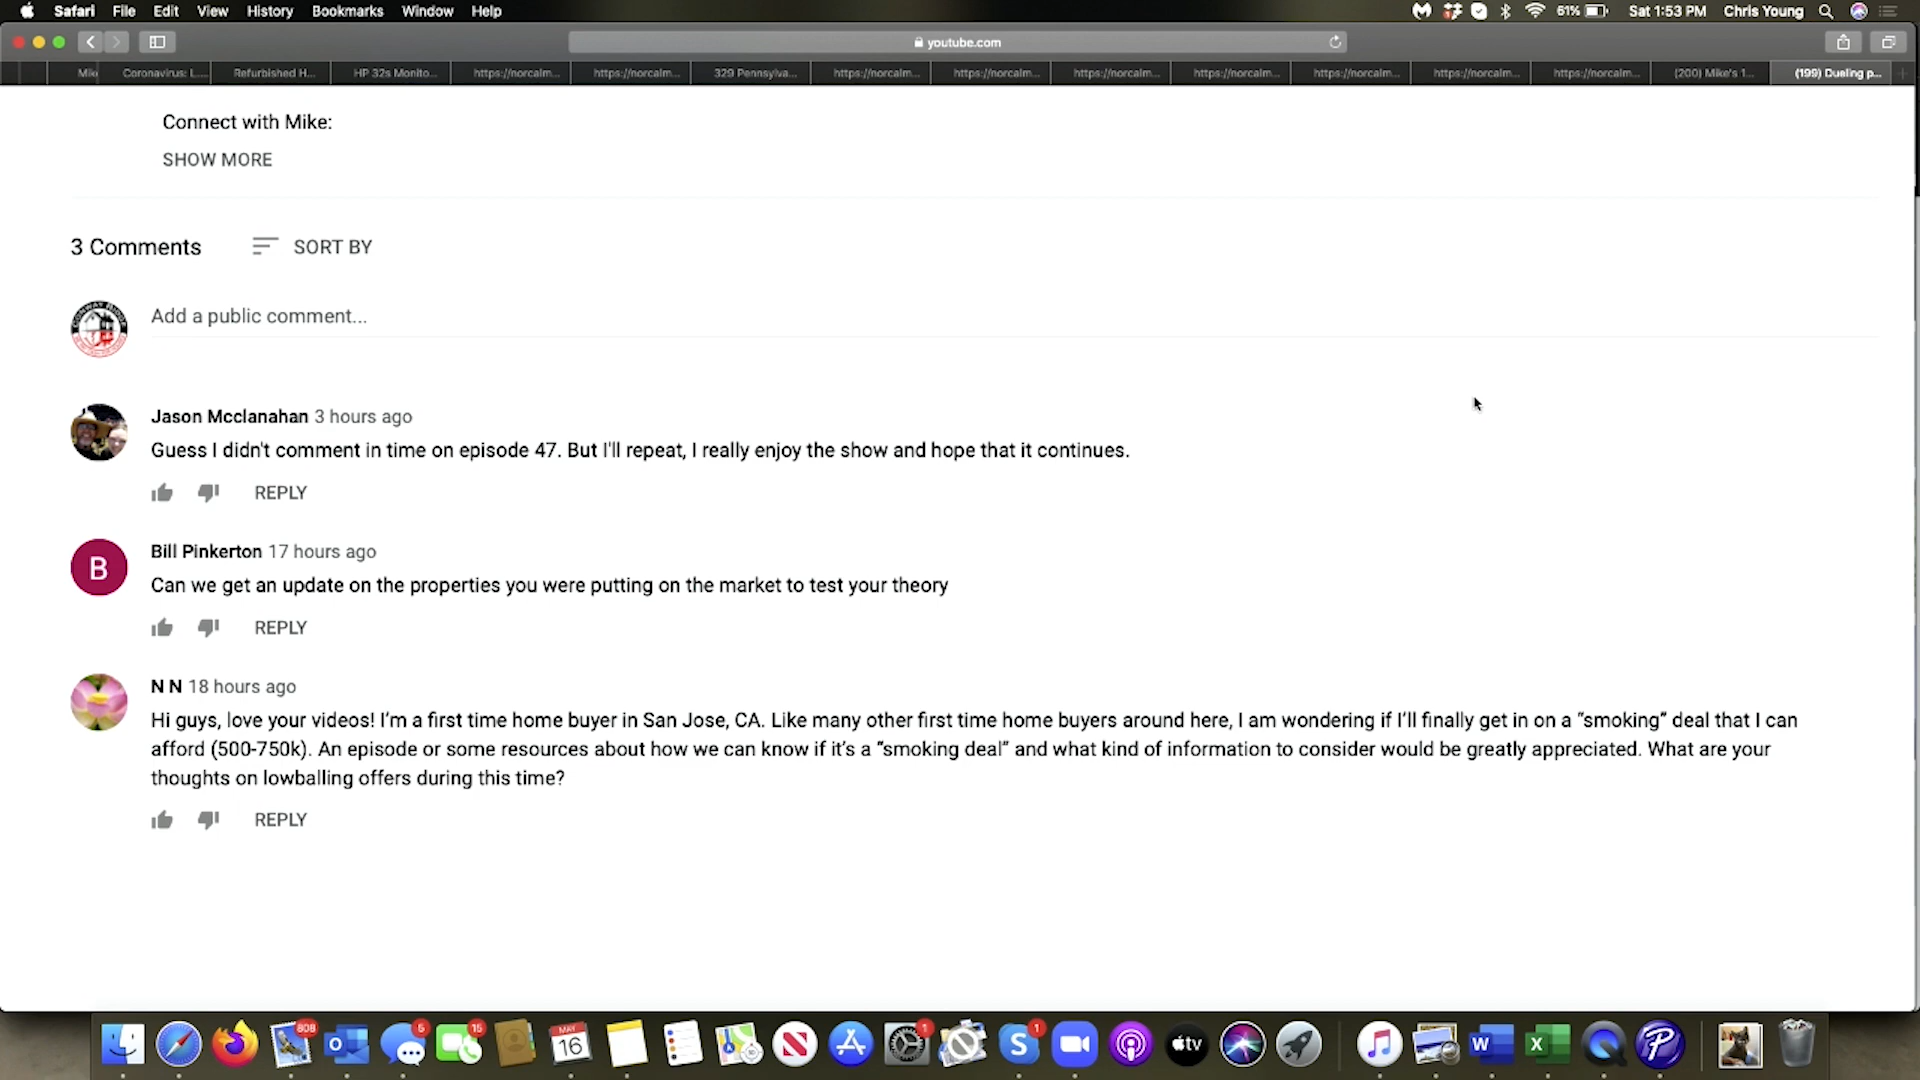 Safari File Edit View History Bookmarks Window Help
61% Sat 1:53 PM Chris Young
youtube.com
Coronavirus: L... Refurbished H... HP 32s Monito... https://norcalm... https://norcalm... 329 Pennsylva... https://norcalm... https://norcalm... https://norcalm... https://norcalm... https://norcalm... https://norcalm... https://norcalm... (200) Mike's 1... (199) Dueling p...
Connect with Mike:
SHOW MORE
3 Comments SORT BY
Add a public comment...
Jason Mcclanahan 3 hours ago
Guess I didn't comment in time on episode 47. But I'll repeat, I really enjoy the show and hope that it continues.
REPLY
B
Bill Pinkerton 17 hours ago
Can we get an update on the properties you were putting on the market to test your theory
REPLY
N N 18 hours ago
Hi guys, love your videos! I'm a first time home buyer in San Jose, CA. Like many other first time home buyers around here, I am wondering if I'll finally get in on a “smoking” deal that I can
afford (500-750k). An episode or some resources about how we can know if it's a “smoking deal” and what kind of information to consider would be greatly appreciated. What are your
thoughts on lowballing offers during this time?
REPLY
808 5 15 MAY 16 1 1 tv